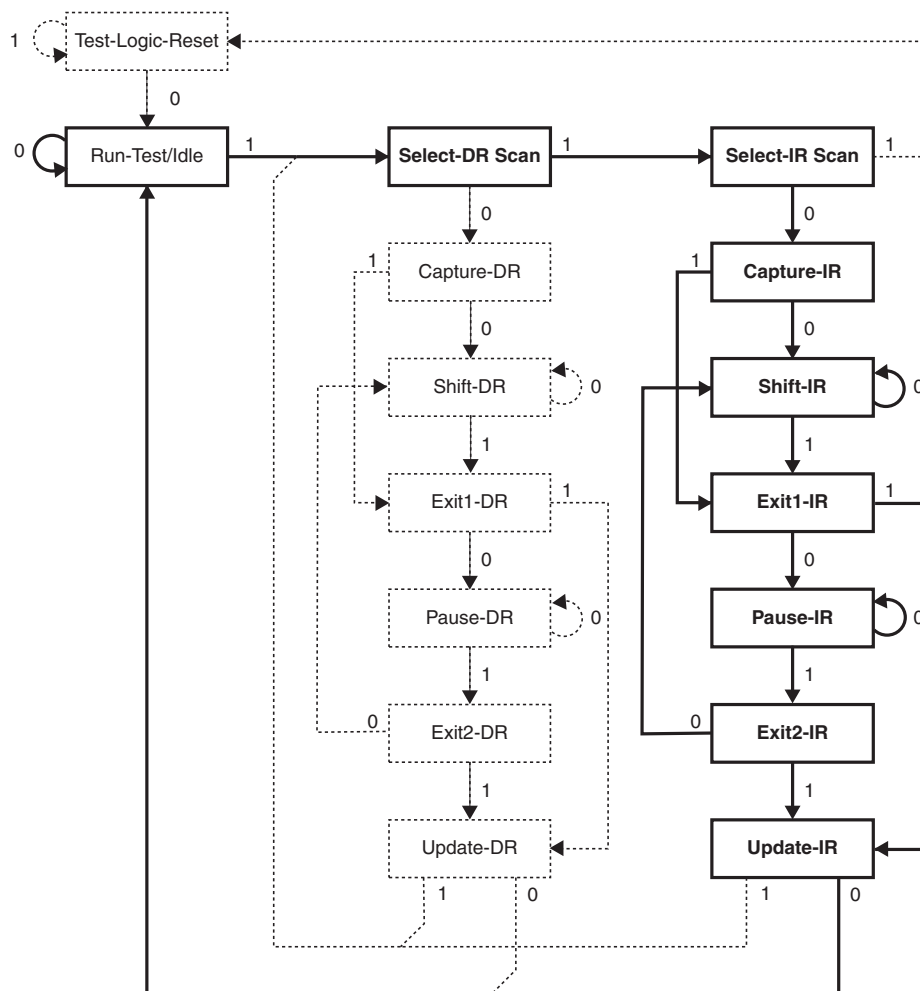 1 Test-Logic-Reset
0
0 Run-Test/Idle 1 Select-DR Scan 1 Select-IR Scan 1
0 0
1 Capture-DR 1 Capture-IR
0 0
Shift-DR 0 Shift-IR 0
1 1
Exit1-DR 1 Exit1-IR 1
0 0
Pause-DR 0 Pause-IR 0
1 1
0 Exit2-DR 0 Exit2-IR
1 1
Update-DR Update-IR
1 0 1 0